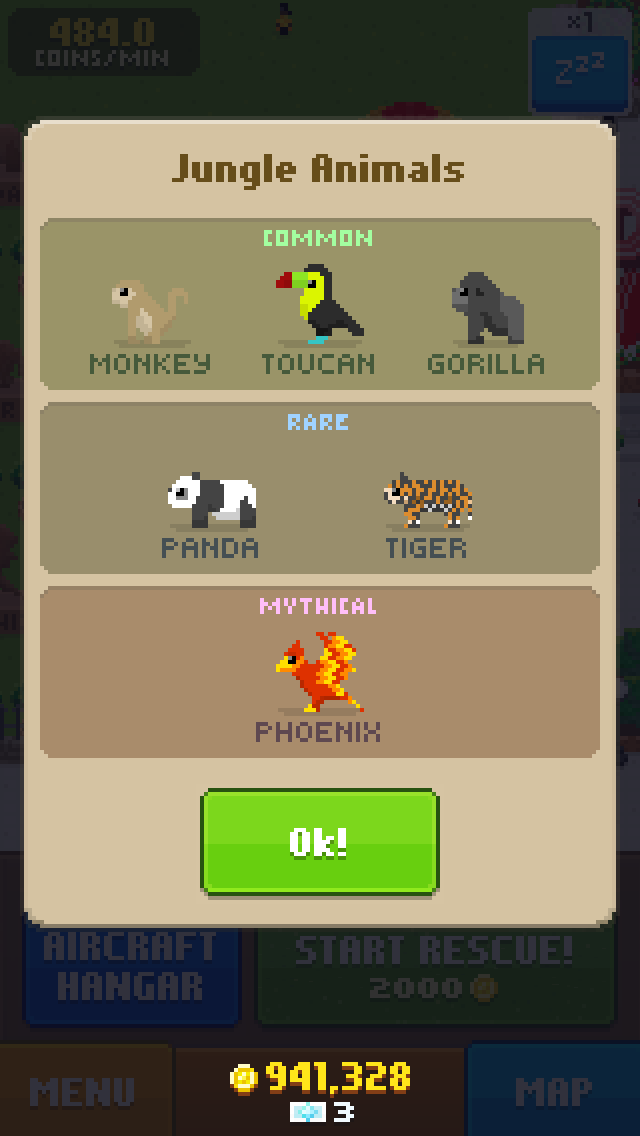 484.0
COINS/MIN
x1
Zzzz
Jungle Animals
COMMON
MONKEY TOUCAN GORILLA
RARE
PANDA TIGER
MYTHICAL
PHOENIX
Ok!
AIRCRAFT
HANGAR
START RESCUE!
2000
MENU
941,328
3
MAP